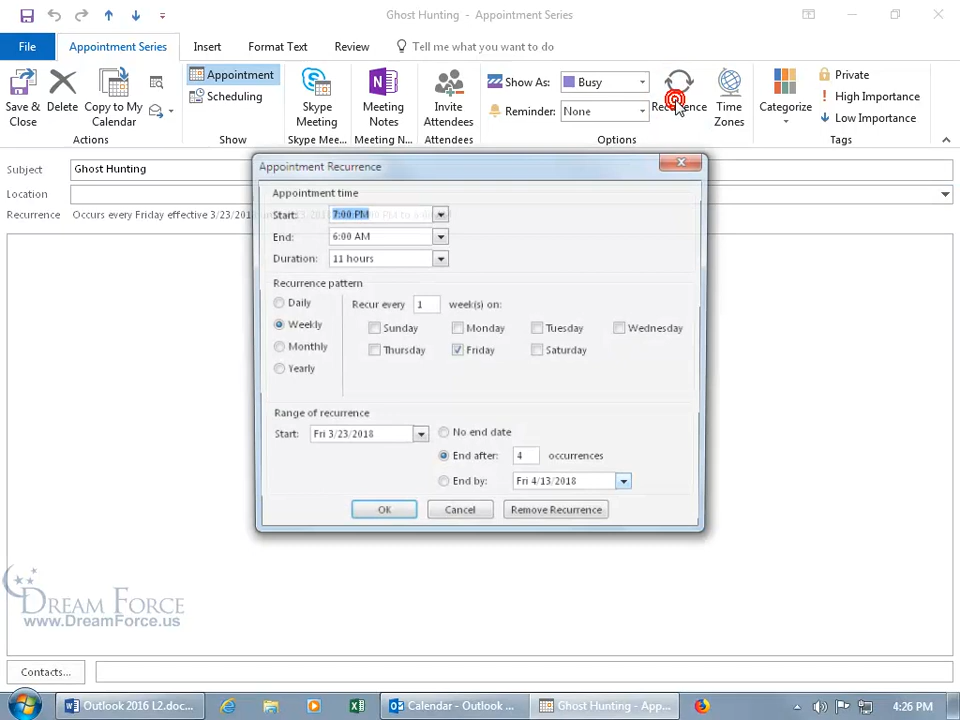 Ghost Hunting - Appointment Series
File Appointment Series Insert Format Text Review Tell me what you want to do
Save & Close Delete Copy to My Calendar
Actions
Appointment
Scheduling
Show
Skype Meeting
Skype Mee...
Meeting Notes
Meeting N...
Invite Attendees
Attendees
Show As: Busy
Reminder: None
Recurrence
Time Zones
Options
Categorize
Private
High Importance
Low Importance
Tags
Subject Ghost Hunting
Location
Recurrence Occurs every Friday effective 3/23/201
Appointment Recurrence
Appointment time
Start: 7:00 PM
End: 6:00 AM
Duration: 11 hours
Recurrence pattern
Daily
Weekly
Monthly
Yearly
Recur every 1 week(s) on:
Sunday Monday Tuesday Wednesday
Thursday Friday Saturday
Range of recurrence
Start: Fri 3/23/2018
No end date
End after: 4 occurrences
End by: Fri 4/13/2018
OK Cancel Remove Recurrence
DREAM FORCE
www.DreamForce.us
Contacts...
Outlook 2016 L2.doc... Calendar - Outlook ... Ghost Hunting - App... 4:26 PM